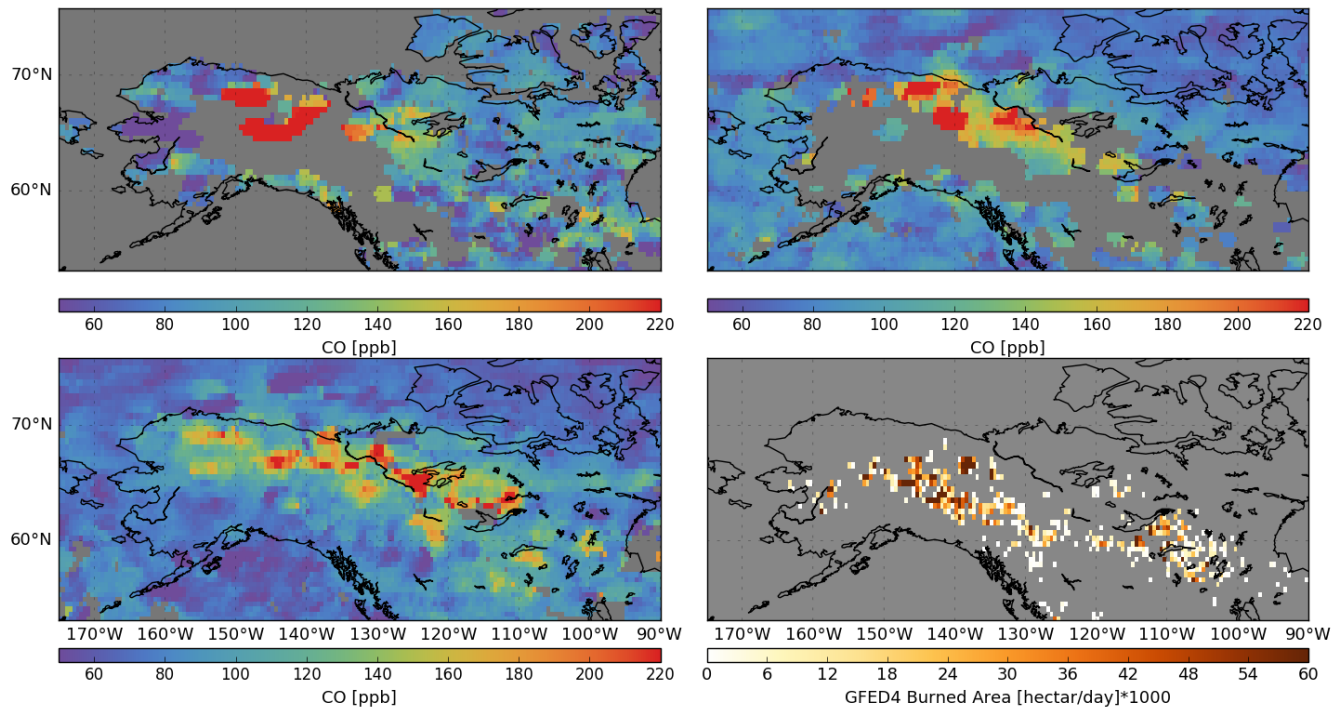 70°N
60°N
60 80 100 120 140 160 180 200 220
CO [ppb]
60 80 100 120 140 160 180 200 220
CO [ppb]
70°N
60°N
170°W 160°W 150°W 140°W 130°W 120°W 110°W 100°W 90°W
60 80 100 120 140 160 180 200 220
CO [ppb]
170°W 160°W 150°W 140°W 130°W 120°W 110°W 100°W 90°W
0 6 12 18 24 30 36 42 48 54 60
GFED4 Burned Area [hectar/day]*1000